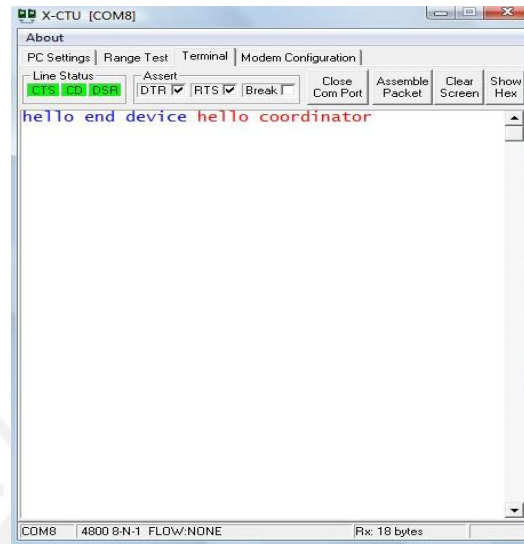 X-CTU [COM8]
About
PC Settings Range Test Terminal Modem Configuration
Line Status Assert
CTS CD DSR DTR RTS Break Close Com Port Assemble Packet Clear Screen Show Hex
hello end device hello coordinator
COM8 4800 8-N-1 FLOW:NONE Rx: 18 bytes